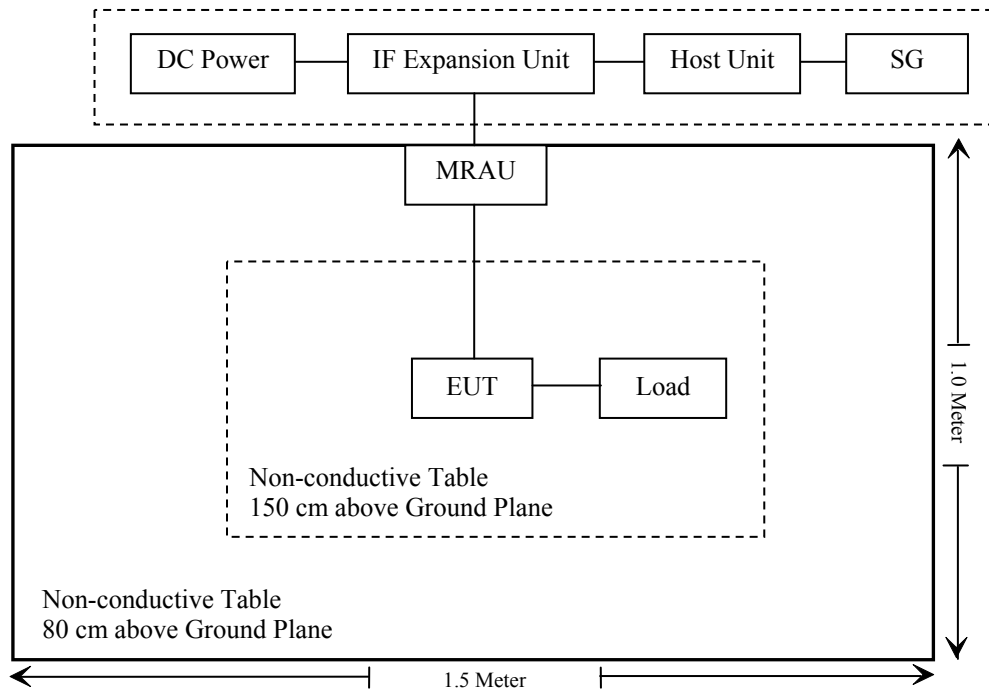 DC Power
IF Expansion Unit
Host Unit
SG
MRAU
EUT
Load
1.0 Meter
Non-conductive Table
150 cm above Ground Plane
Non-conductive Table
80 cm above Ground Plane
1.5 Meter